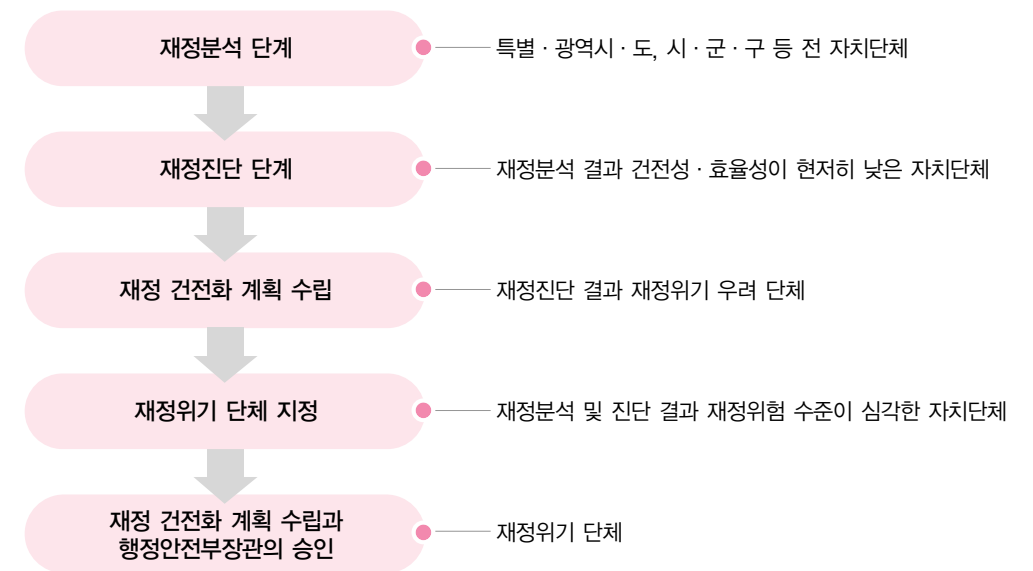 재정분석 단계
특별·광역시·도, 시·군·구 등 전 자치단체
재정진단 단계
재정분석 결과 건전성·효율성이 현저히 낮은 자치단체
재정 건전화 계획 수립
재정진단 결과 재정위기 우려 단체
재정위기 단체 지정
재정분석 및 진단 결과 재정위험 수준이 심각한 자치단체
재정 건전화 계획 수립과
행정안전부장관의 승인
재정위기 단체